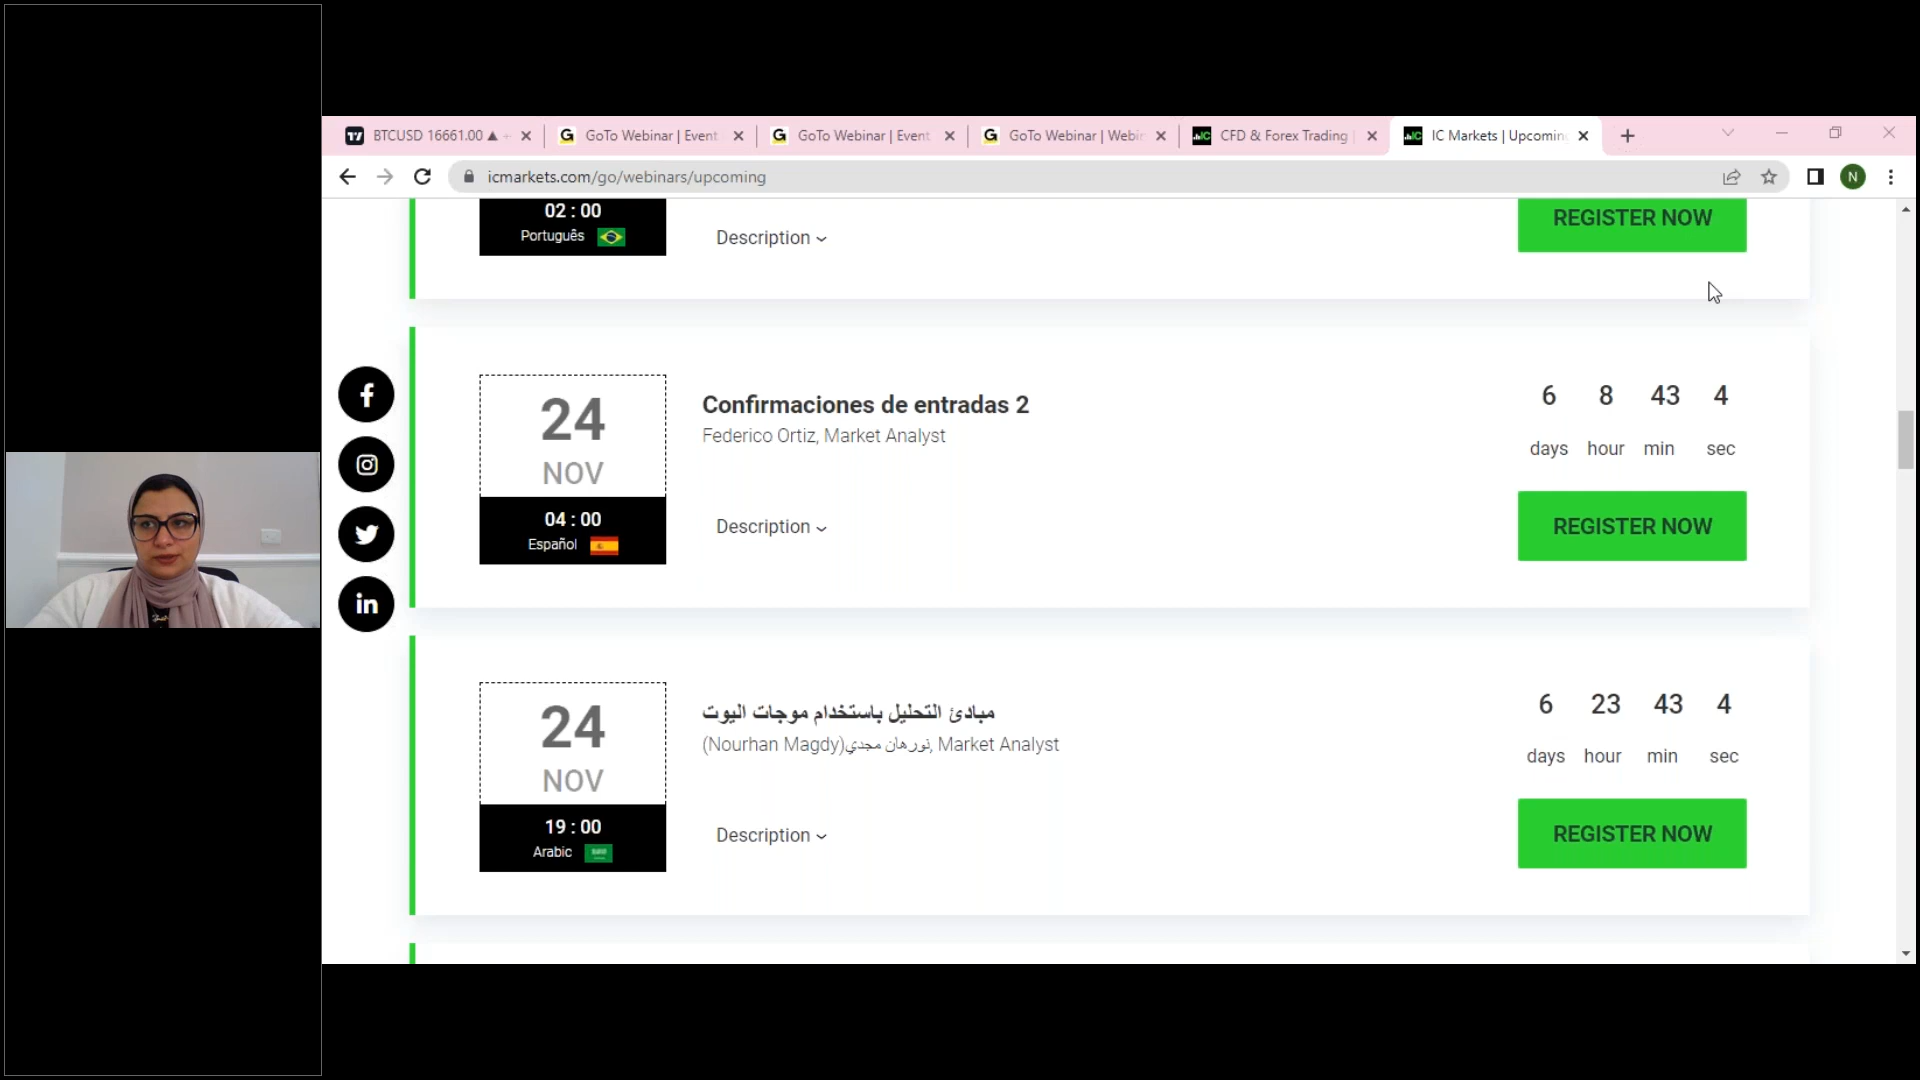 BTCUSD 16661.00 ▲ +
GoTo Webinar | Event
GoTo Webinar | Event
GoTo Webinar | Webin
CFD & Forex Trading |
IC Markets | Upcomin
icmarkets.com/go/webinars/upcoming
N
02 : 00
Português
Description
REGISTER NOW
24
NOV
04 : 00
Español
Confirmaciones de entradas 2
Federico Ortiz, Market Analyst
Description
6 8 43 4
days hour min sec
REGISTER NOW
24
NOV
19 : 00
Arabic
مبادئ التحليل باستخدام موجات اليوت
(Nourhan Magdy)نورهان مجدي, Market Analyst
Description
6 23 43 4
days hour min sec
REGISTER NOW